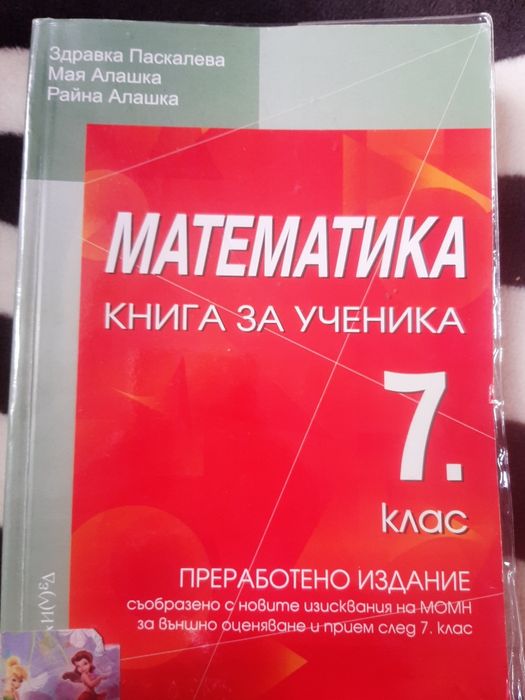 Здравка Паскалева
Мая Алашка
Райна Алашка
МАТЕМАТИКА
КНИГА ЗА УЧЕНИКА
7.
клас
ПРЕРАБОТЕНО ИЗДАНИЕ
съобразено с новите изисквания на МОМН
за външно оценяване и прием след 7. клас